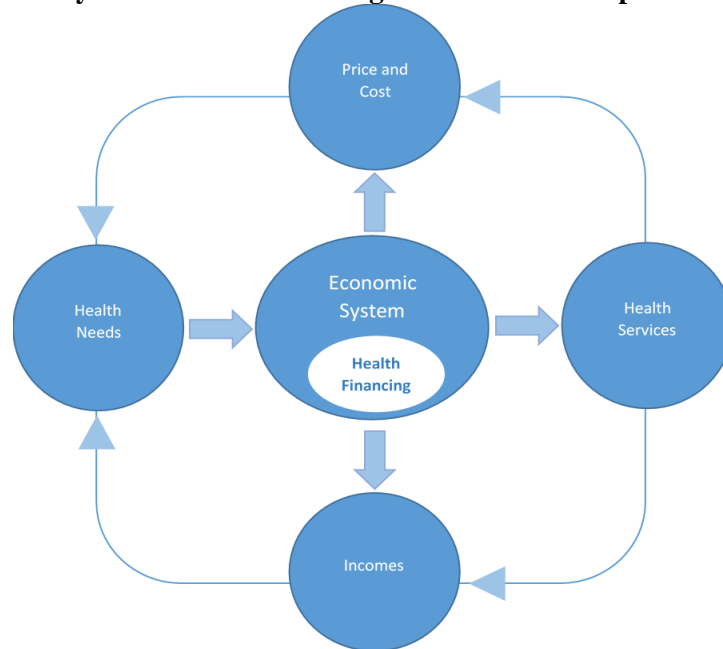 Price and
Cost
Economic
System
Health
Needs
Health
Services
Health
Financing
Incomes